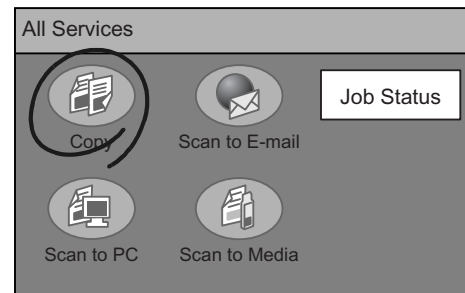 All Services
Copy
Scan to E-mail
Job Status
Scan to PC
Scan to Media